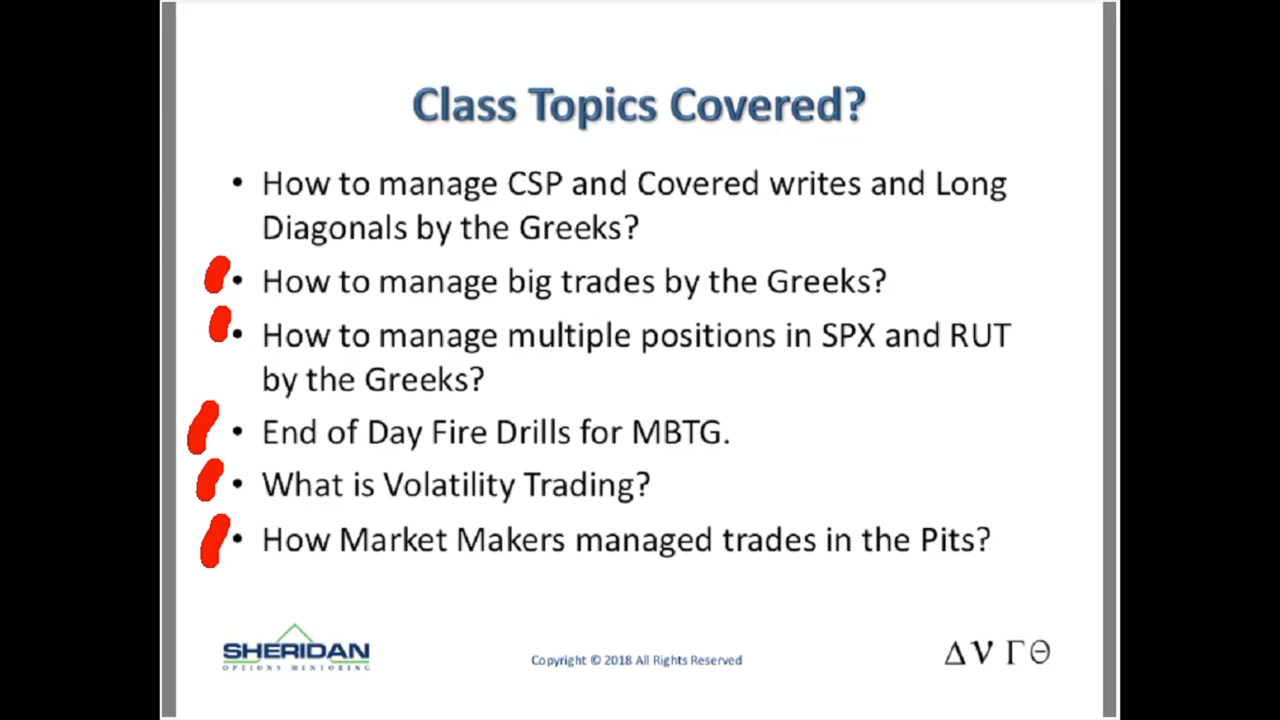 Class Topics Covered?
• How to manage CSP and Covered writes and Long
Diagonals by the Greeks?
• How to manage big trades by the Greeks?
• How to manage multiple positions in SPX and RUT
by the Greeks?
• End of Day Fire Drills for MBTG.
• What is Volatility Trading?
• How Market Makers managed trades in the Pits?
SHERIDAN
OPTIONS MENTORING
Copyright © 2018 All Rights Reserved
Δ ν Γ Θ